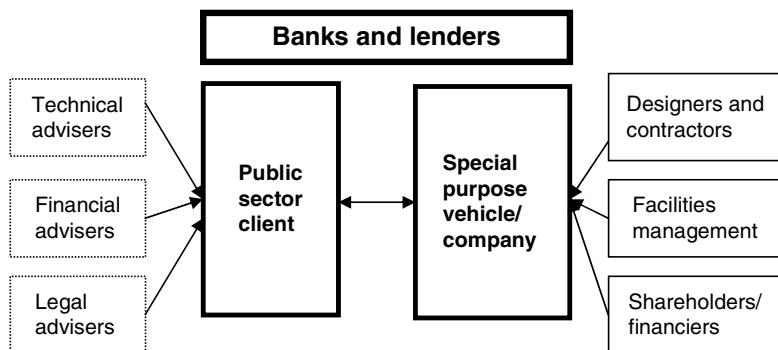 Banks and lenders
Technical
advisers
Financial
advisers
Legal
advisers
Public
sector
client
Special
purpose
vehicle/
company
Designers and
contractors
Facilities
management
Shareholders/
financiers